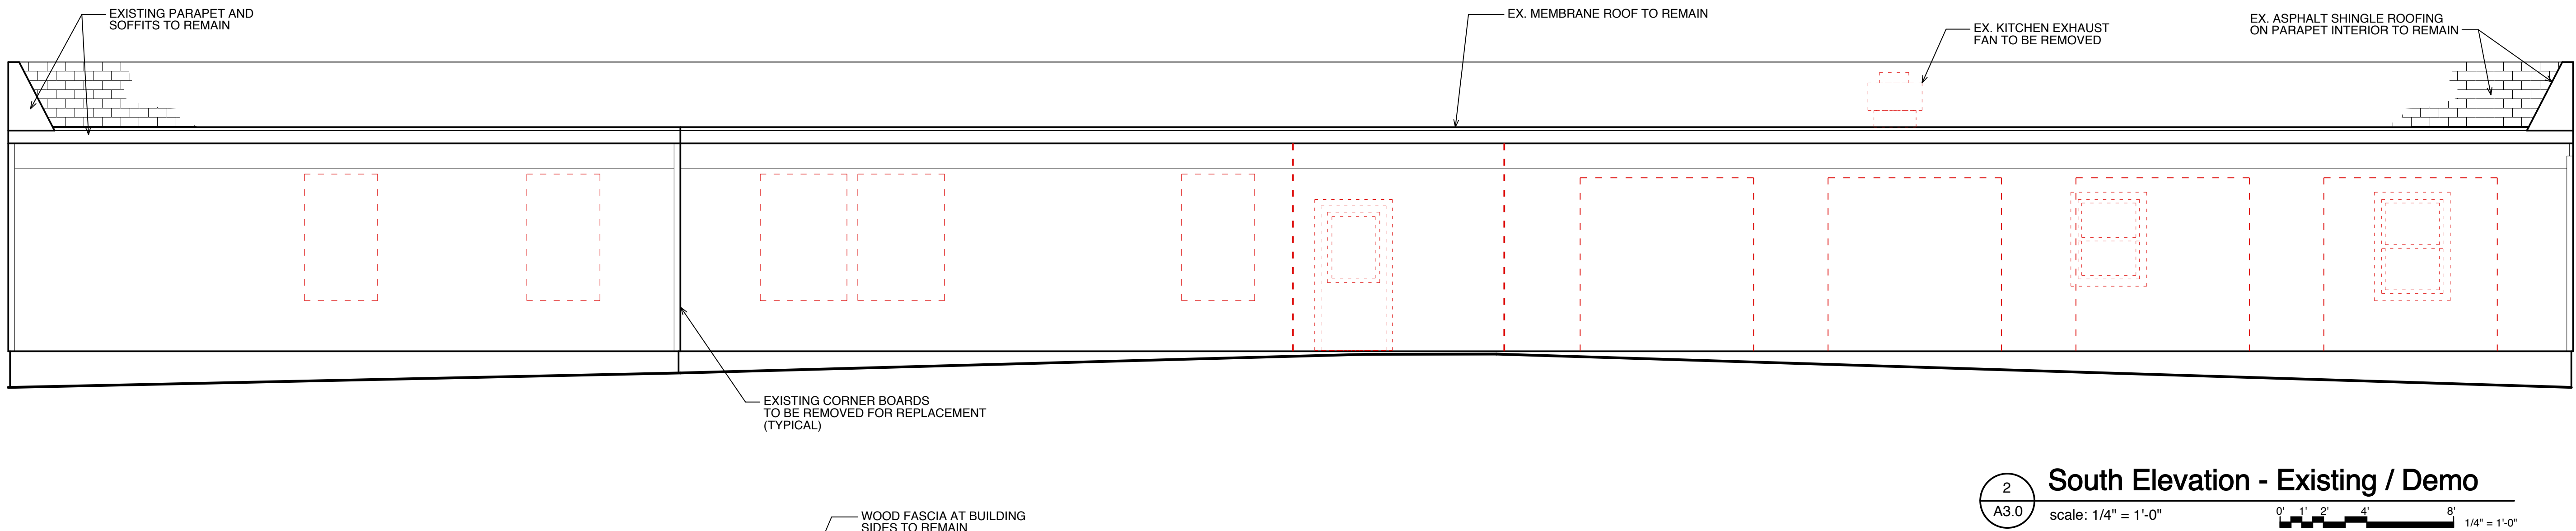 EXISTING PARAPET AND
SOFFITS TO REMAIN
EX. MEMBRANE ROOF TO REMAIN
EX. KITCHEN EXHAUST
FAN TO BE REMOVED
EX. ASPHALT SHINGLE ROOFING
ON PARAPET INTERIOR TO REMAIN
EXISTING CORNER BOARDS
TO BE REMOVED FOR REPLACEMENT
(TYPICAL)
2
A3.0
South Elevation - Existing / Demo
scale: 1/4" = 1'-0"
0' 1' 2' 4' 8'
1/4" = 1'-0"
WOOD FASCIA AT BUILDING
SIDES TO REMAIN